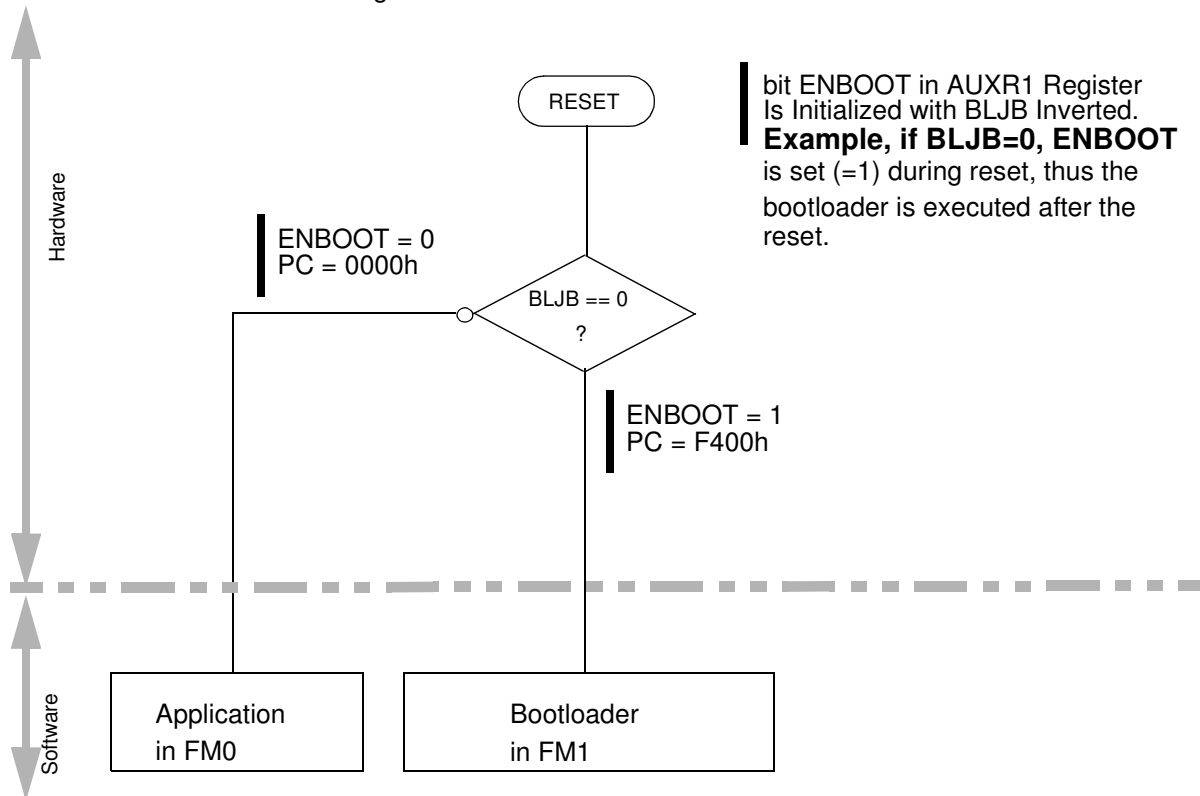 RESET
bit ENBOOT in AUXR1 Register
Is Initialized with BLJB Inverted.
Example, if BLJB=0, ENBOOT
is set (=1) during reset, thus the
bootloader is executed after the
reset.
Hardware
ENBOOT = 0
PC = 0000h
BLJB == 0
?
ENBOOT = 1
PC = F400h
Software
Application
in FM0
Bootloader
in FM1